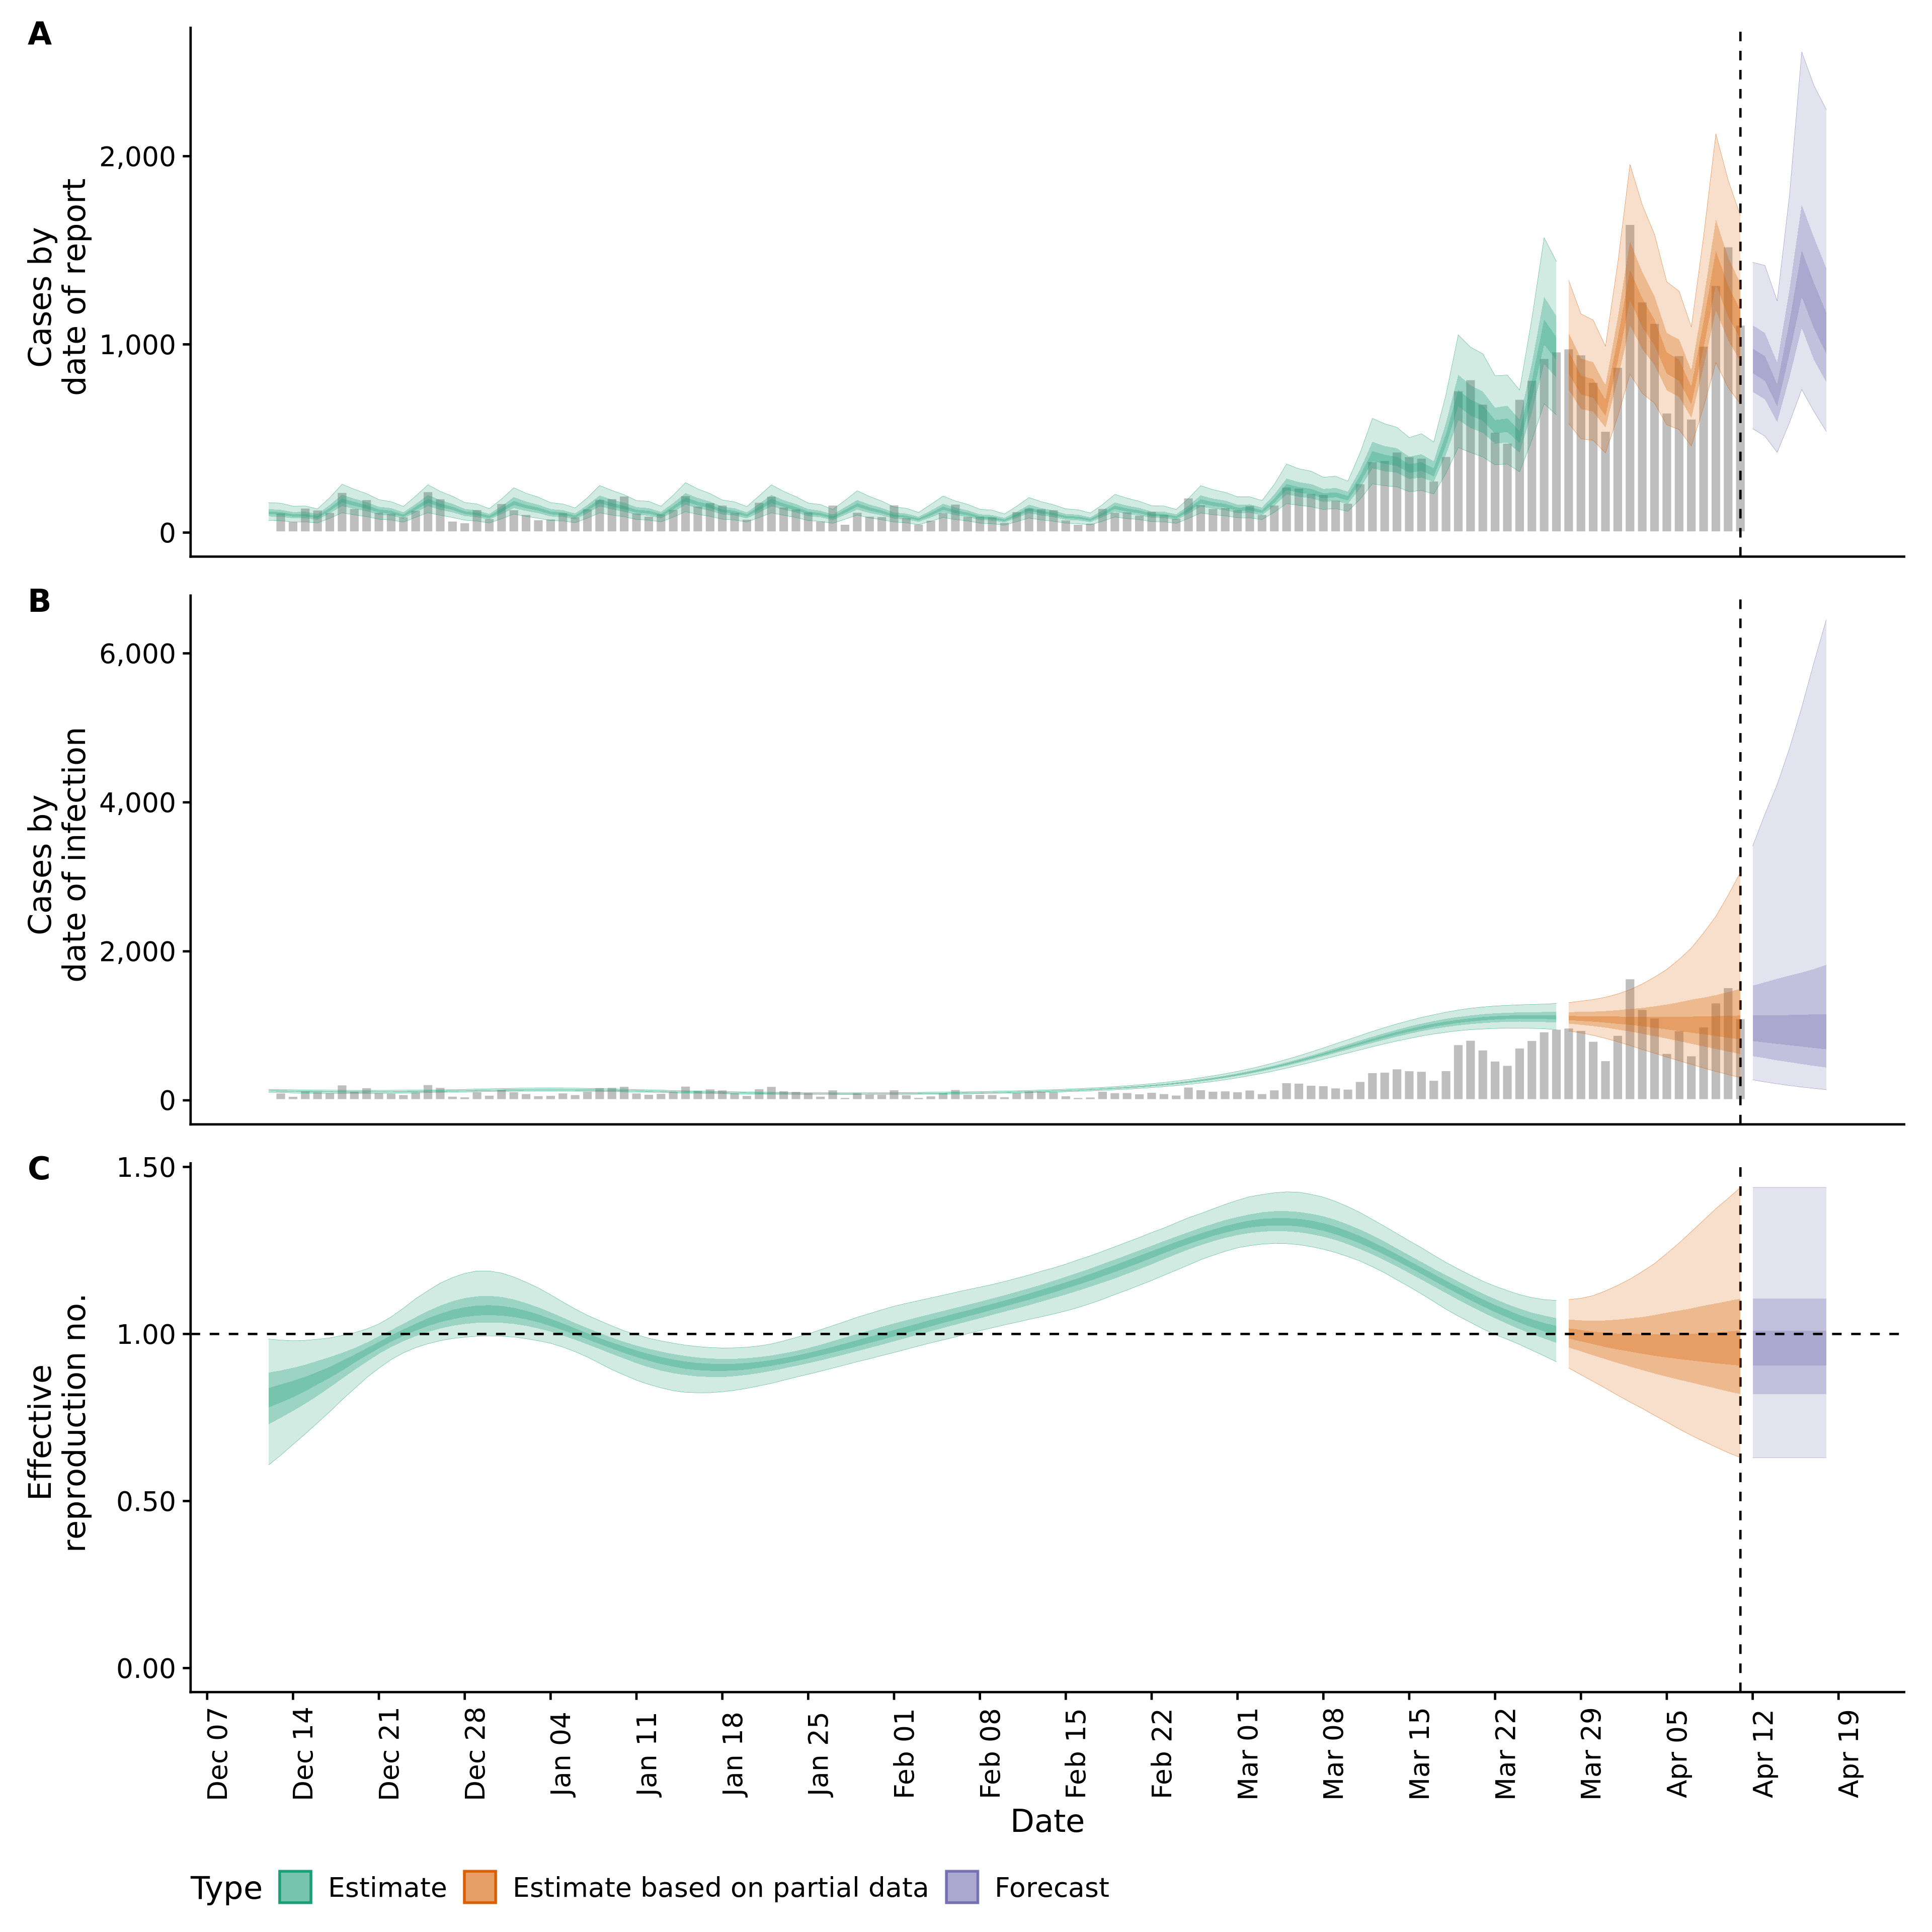 A
Cases by
date of report
2,000
1,000
0
B
Cases by
date of infection
6,000
4,000
2,000
0
C
Effective
reproduction no.
1.50
1.00
0.50
0.00
Dec 07
Dec 14
Dec 21
Dec 28
Jan 04
Jan 11
Jan 18
Jan 25
Feb 01
Feb 08
Feb 15
Feb 22
Mar 01
Mar 08
Mar 15
Mar 22
Mar 29
Apr 05
Apr 12
Apr 19
Date
Type Estimate Estimate based on partial data Forecast